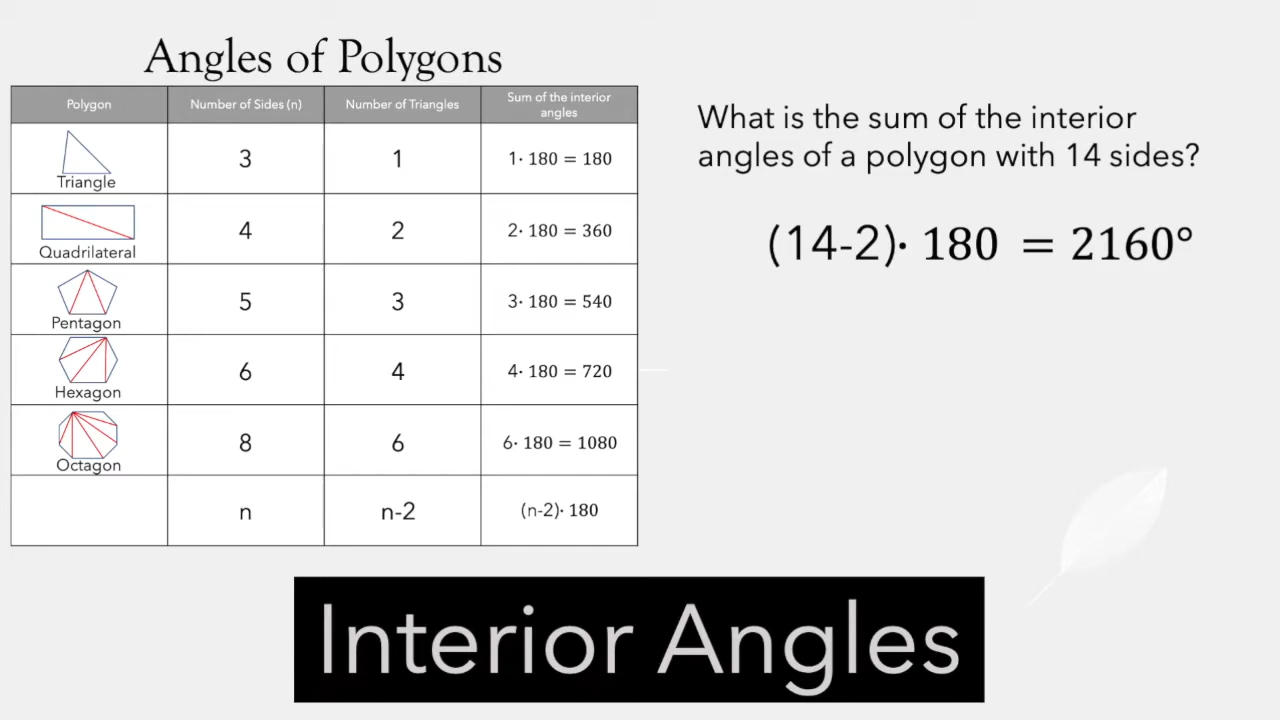 Angles of Polygons
Polygon Number of Sides (n) Number of Triangles Sum of the interior angles
Triangle 3 1 1· 180 = 180
Quadrilateral 4 2 2· 180 = 360
Pentagon 5 3 3· 180 = 540
Hexagon 6 4 4· 180 = 720
Octagon 8 6 6· 180 = 1080
n n-2 (n-2)· 180
What is the sum of the interior
angles of a polygon with 14 sides?
(14-2)· 180 = 2160°
Interior Angles